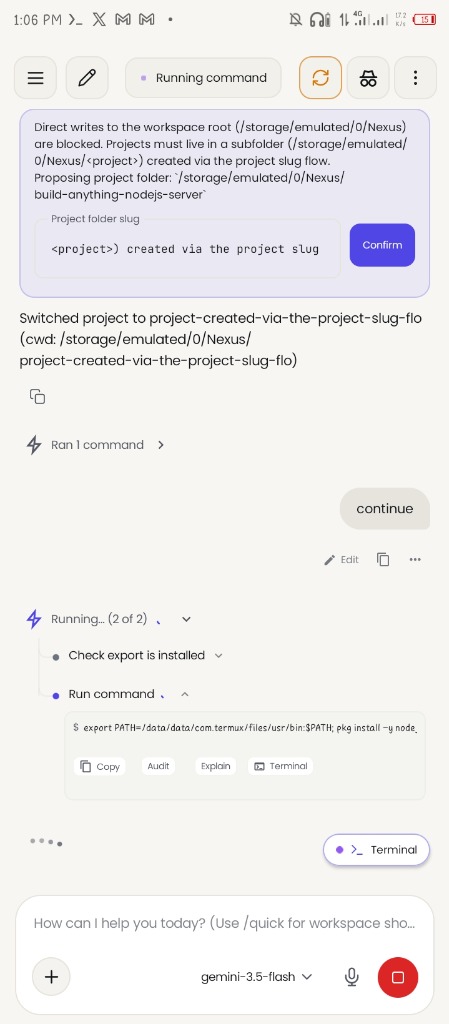 1:06 PM
4G
17.2
K/s
15
Running command
Direct writes to the workspace root (/storage/emulated/0/Nexus)
are blocked. Projects must live in a subfolder (/storage/emulated/
0/Nexus/<project>) created via the project slug flow.
Proposing project folder: `/storage/emulated/0/Nexus/
build-anything-nodejs-server`
Project folder slug
<project>) created via the project slug
Confirm
Switched project to project-created-via-the-project-slug-flo
(cwd: /storage/emulated/0/Nexus/
project-created-via-the-project-slug-flo)
Ran 1 command
continue
Edit
Running... (2 of 2)
Check export is installed
Run command
$ export PATH=/data/data/com.termux/files/usr/bin:$PATH; pkg install -y node_
Copy Audit Explain Terminal
Terminal
How can I help you today? (Use /quick for workspace sho...
gemini-3.5-flash